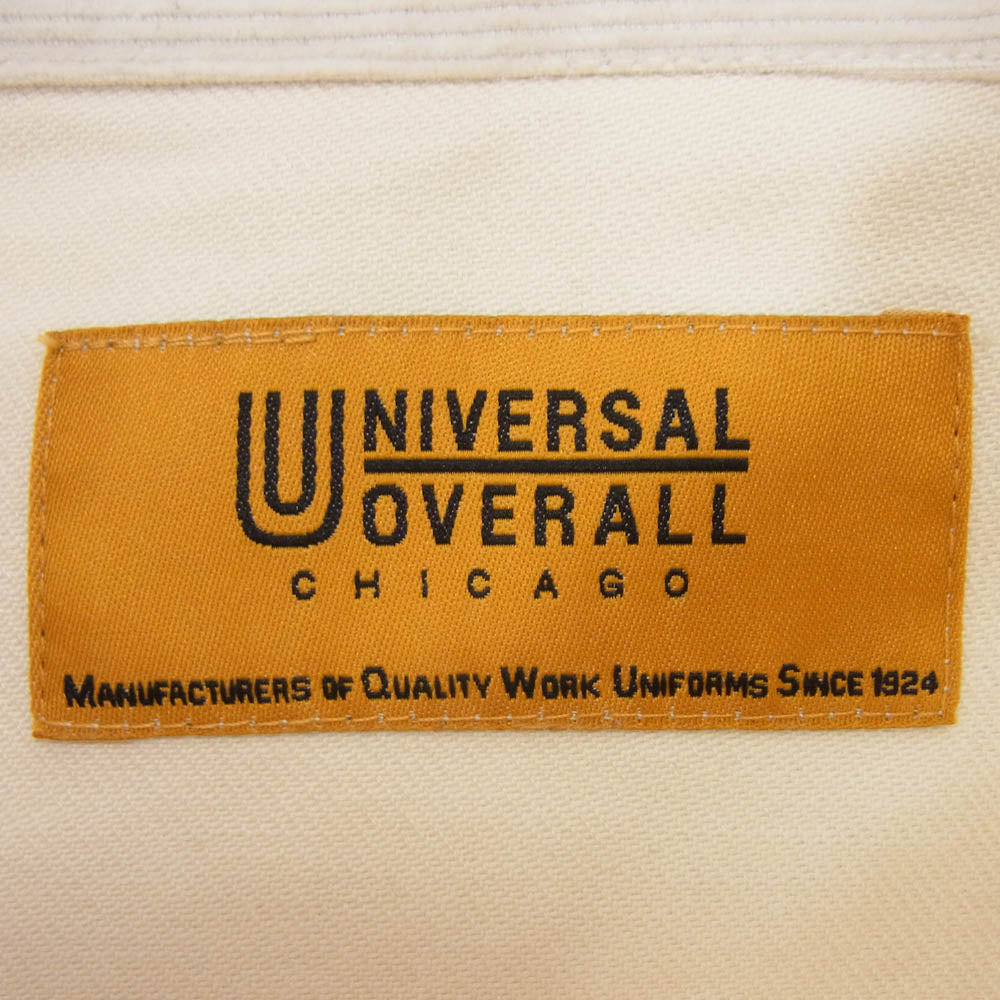 UNIVERSAL
OVERALL
CHICAGO
MANUFACTURERS OF QUALITY WORK UNIFORMS SINCE 1924